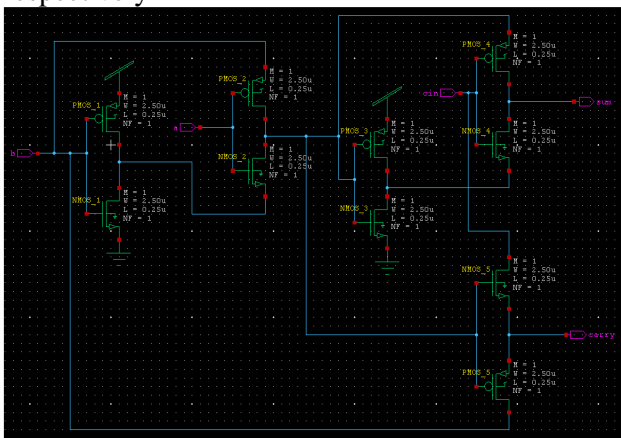 respectively
PMOS_4
M = 1
W = 2.50u
L = 0.25u
NF = 1
PMOS_2
M = 1
W = 2.50u
L = 0.25u
NF = 1
PMOS_1
M = 1
W = 2.50u
L = 0.25u
NF = 1
cin
sum
a
PMOS_3
M = 1
W = 2.50u
L = 0.25u
NF = 1
NMOS_4
M = 1
W = 2.50u
L = 0.25u
NF = 1
b
NMOS_2
M = 1
W = 2.50u
L = 0.25u
NF = 1
NMOS_1
M = 1
W = 2.50u
L = 0.25u
NF = 1
NMOS_3
M = 1
W = 2.50u
L = 0.25u
NF = 1
NMOS_5
M = 1
W = 2.50u
L = 0.25u
NF = 1
carry
PMOS_5
M = 1
W = 2.50u
L = 0.25u
NF = 1